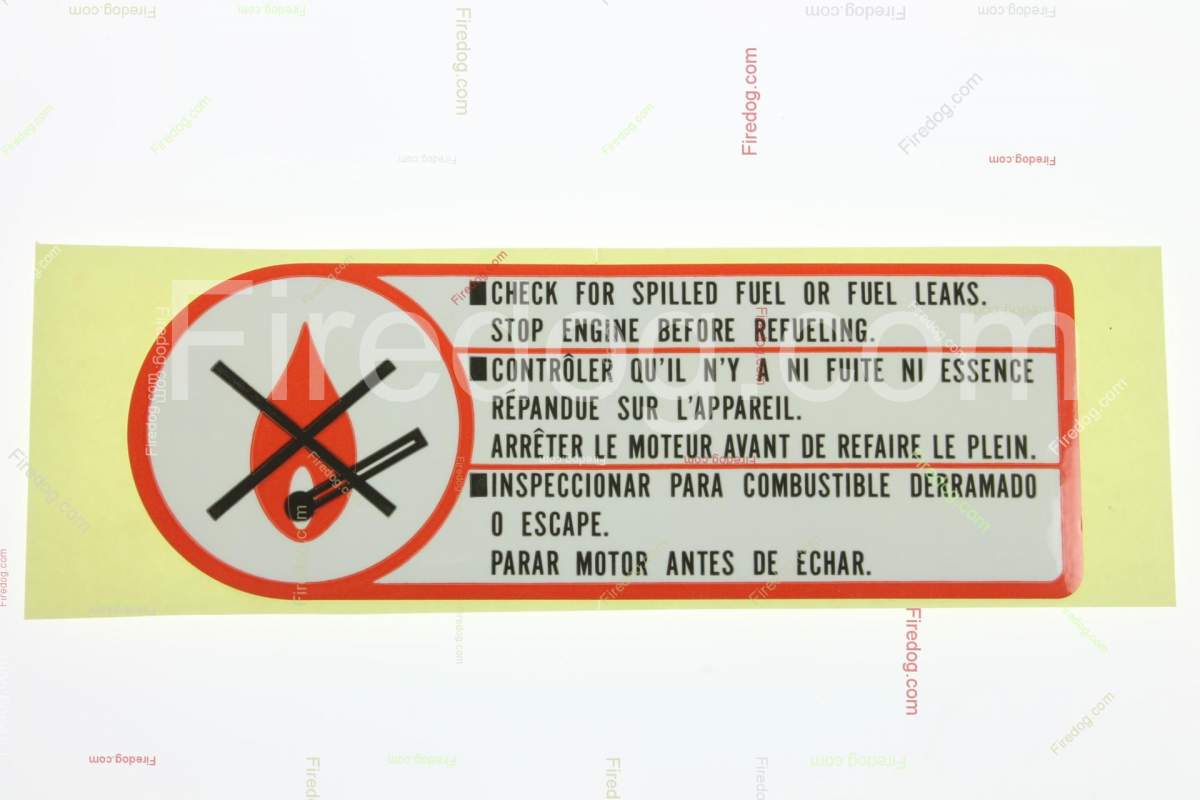 ■CHECK FOR SPILLED FUEL OR FUEL LEAKS.
STOP ENGINE BEFORE REFUELING.
■CONTRÔLER QU'IL N'Y A NI FUITE NI ESSENCE
RÉPANDUE SUR L'APPAREIL.
ARRÊTER LE MOTEUR AVANT DE REFAIRE LE PLEIN.
■INSPECCIONAR PARA COMBUSTIBLE DERRAMADO
O ESCAPE.
PARAR MOTOR ANTES DE ECHAR.
Firedog.com